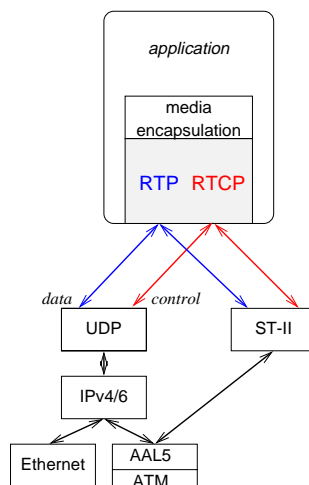 application
media
encapsulation
RTP RTCP
data control
UDP ST-II
IPv4/6
Ethernet AAL5
ATM